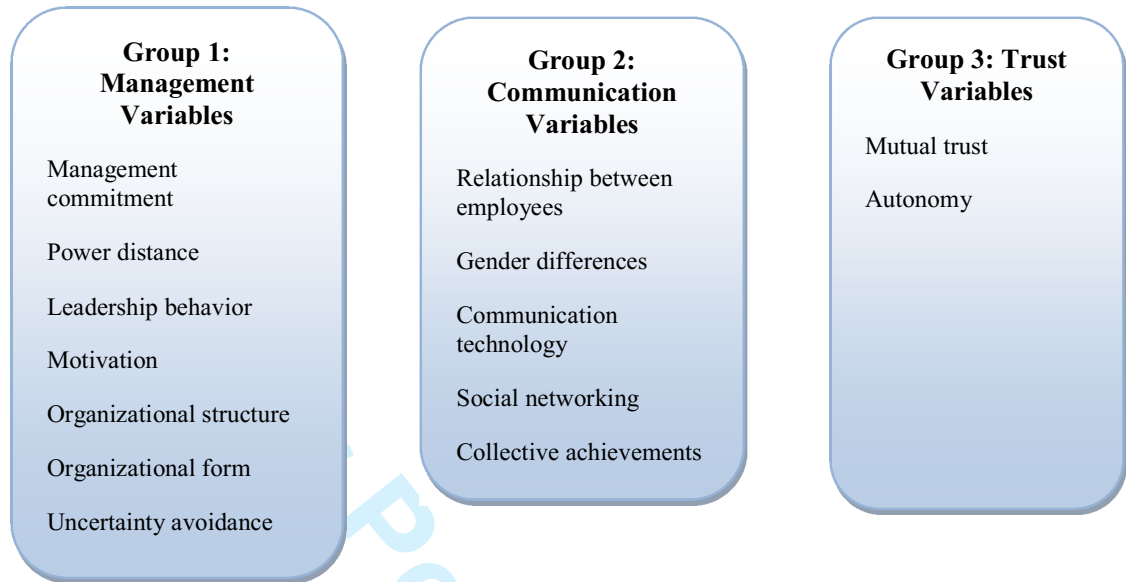 Group 1:
Management
Variables
Management
commitment
Power distance
Leadership behavior
Motivation
Organizational structure
Organizational form
Uncertainty avoidance
Group 2:
Communication
Variables
Relationship between
employees
Gender differences
Communication
technology
Social networking
Collective achievements
Group 3: Trust
Variables
Mutual trust
Autonomy